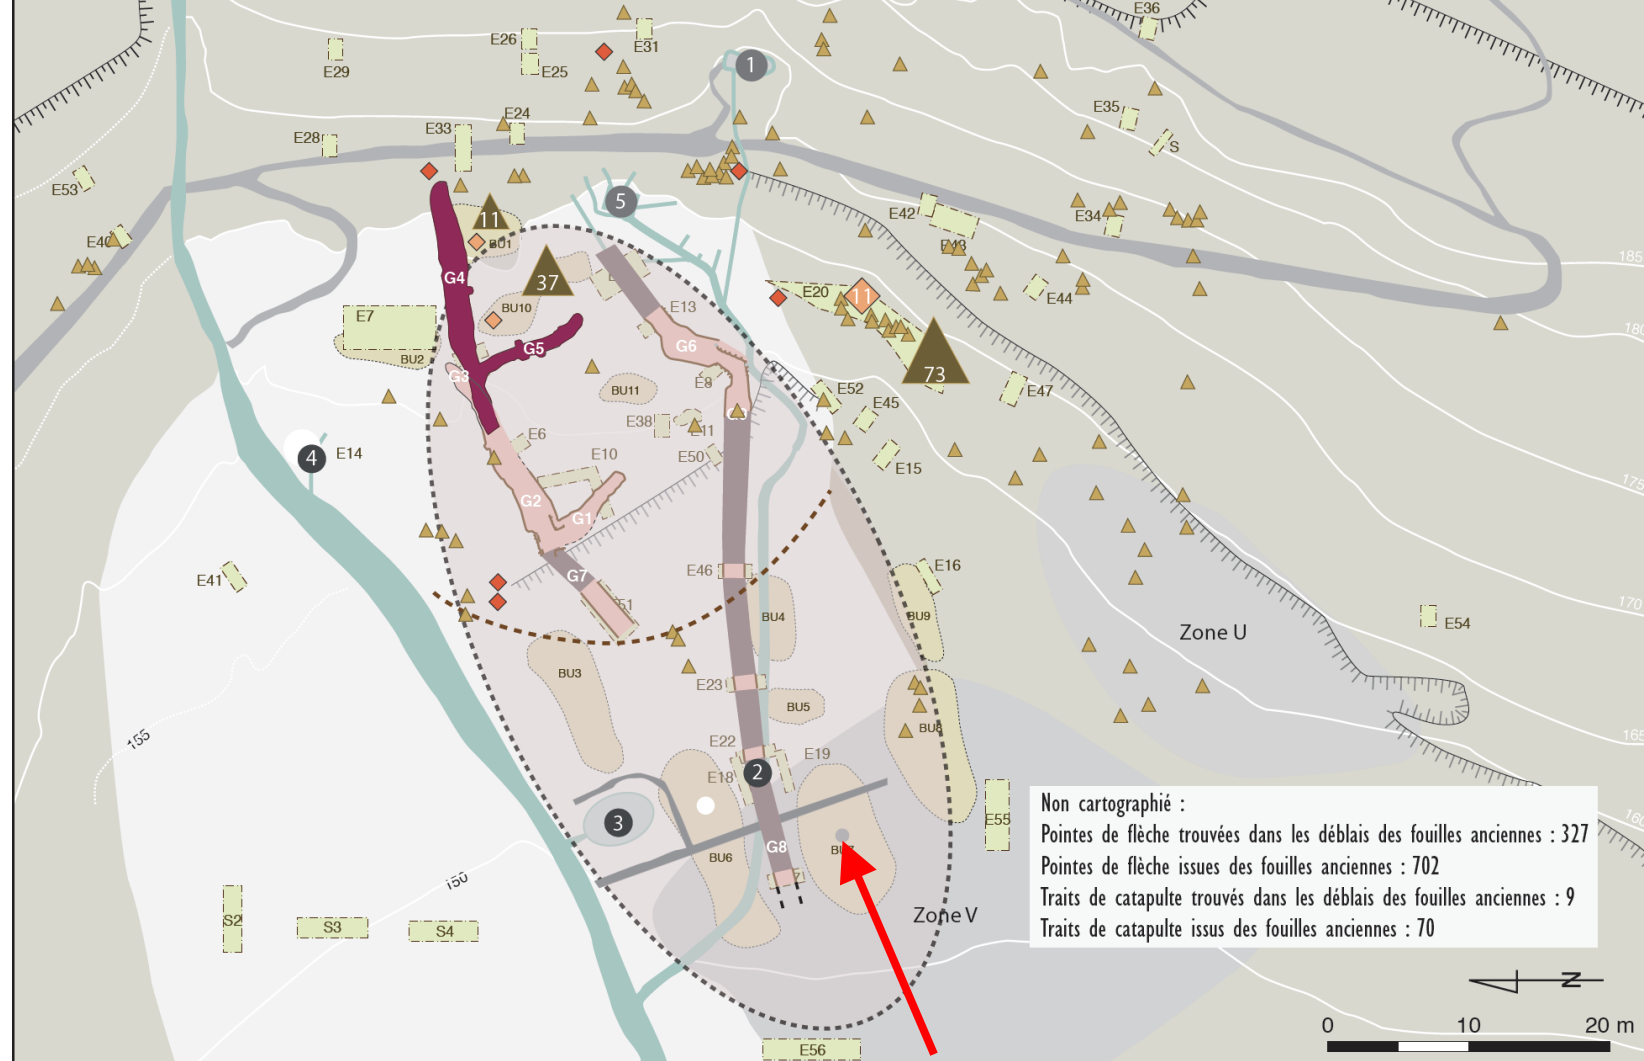 E36
E26
E31
E29
E25
1
E24
E35
E28
E33
S
E53
5
E42
E34
11
E40
BU1
E43
185
G4
37
E44
E20
11
BU10
E13
E7
180
G5
G6
BU2
73
G3
E8
BU11
E52
E47
E45
E38
E11
E6
4
E14
E10
E50
E15
175
G2
G1
E46
E16
G7
E41
51
170
BU4
BU9
E54
Zone U
BU3
E23
BU5
BU8
165
155
E22
E19
2
E18
Non cartographié :
Pointes de flèche trouvées dans les déblais des fouilles anciennes : 327
Pointes de flèche issues des fouilles anciennes : 702
Traits de catapulte trouvés dans les déblais des fouilles anciennes : 9
Traits de catapulte issus des fouilles anciennes : 70
160
E55
3
G8
BU6
150
Zone V
S2
S3
S4
N
0 10 20 m
E56